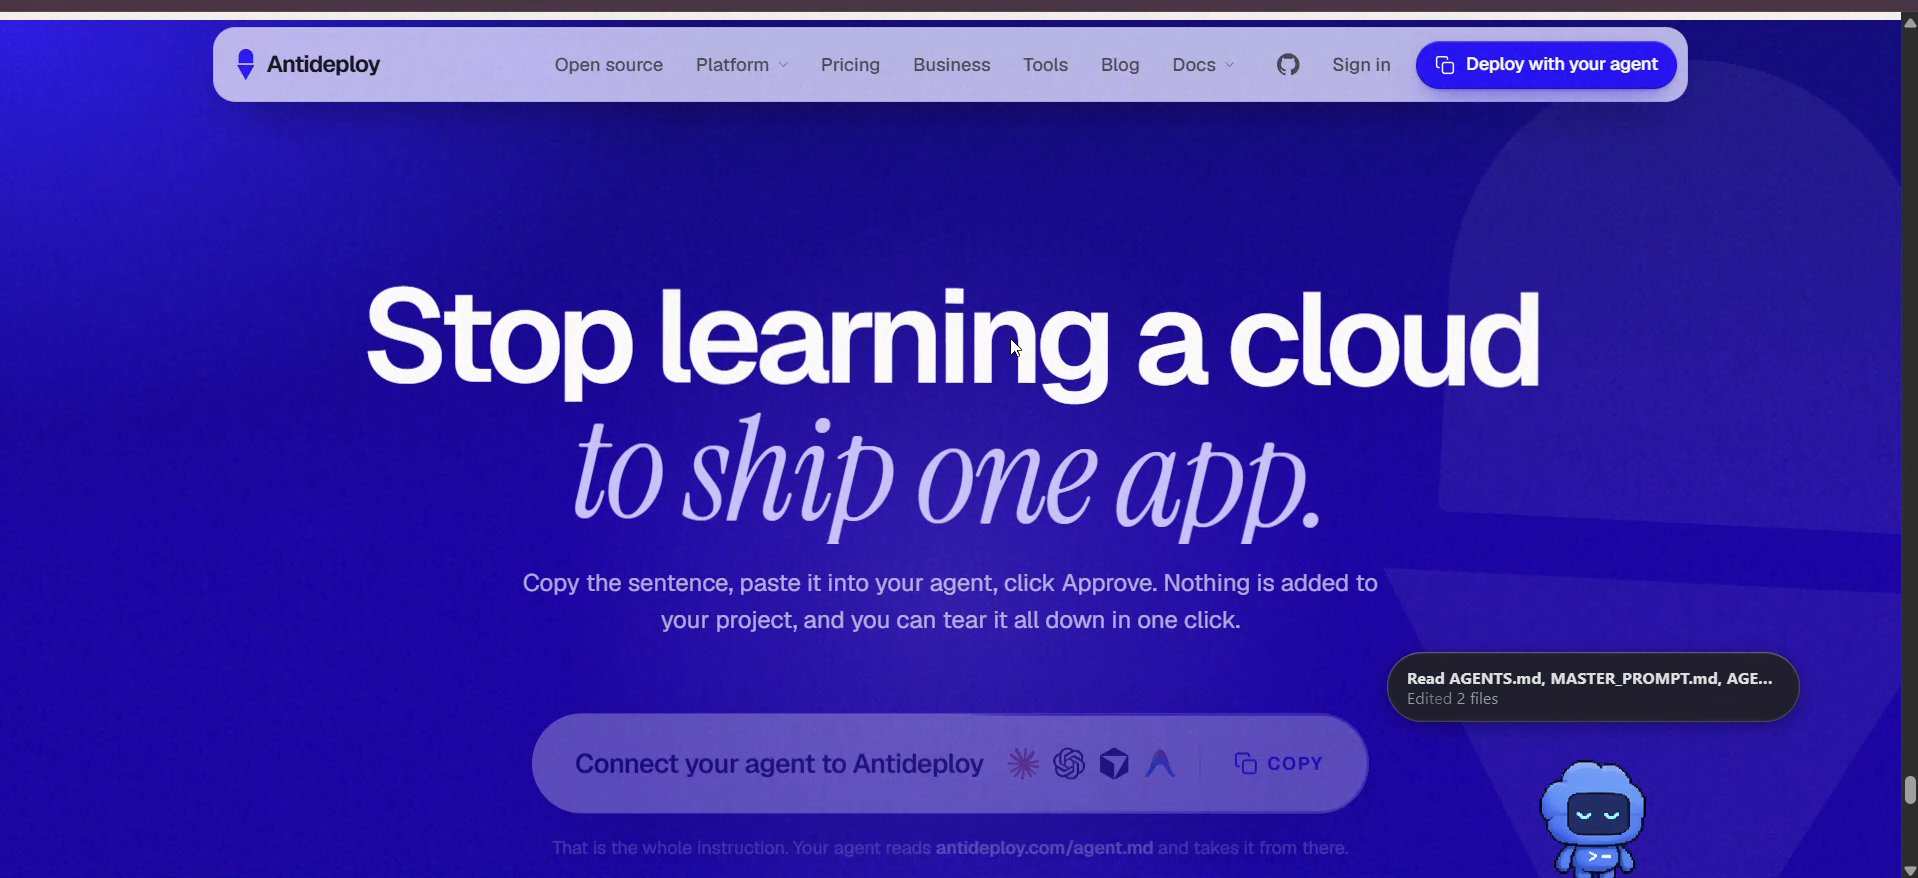 Antideploy
Open source Platform Pricing Business Tools Blog Docs Sign in Deploy with your agent
Stop learning a cloud
to ship one app.
Copy the sentence, paste it into your agent, click Approve. Nothing is added to
your project, and you can tear it all down in one click.
Read AGENTS.md, MASTER_PROMPT.md, AGE...
Edited 2 files
Connect your agent to Antideploy COPY
That is the whole instruction. Your agent reads antideploy.com/agent.md and takes it from there.